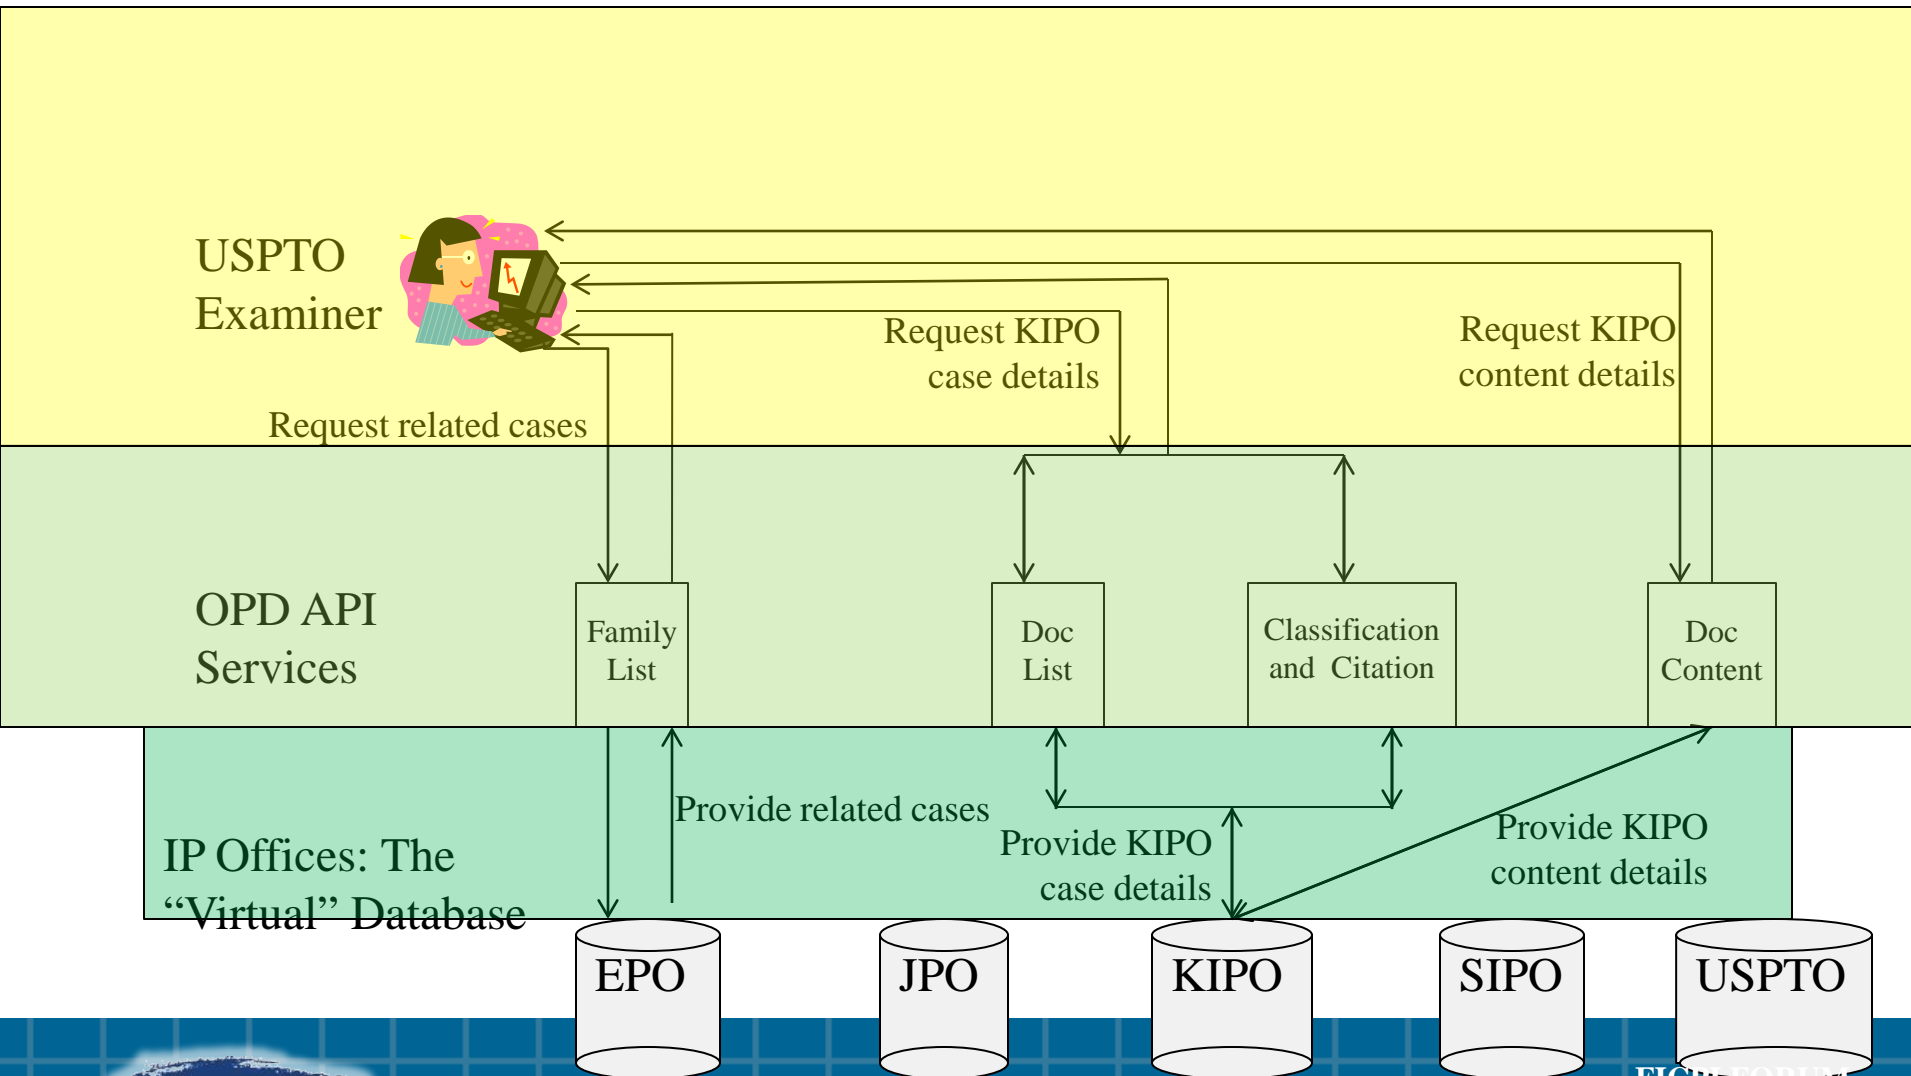 USPTO
Examiner
Request KIPO
case details
Request KIPO
content details
Request related cases
OPD API
Services
Family
List
Doc
List
Classification
and Citation
Doc
Content
Provide related cases
Provide KIPO
case details
Provide KIPO
content details
IP Offices: The
“Virtual” Database
EPO
JPO
KIPO
SIPO
USPTO
FICPI FORUM